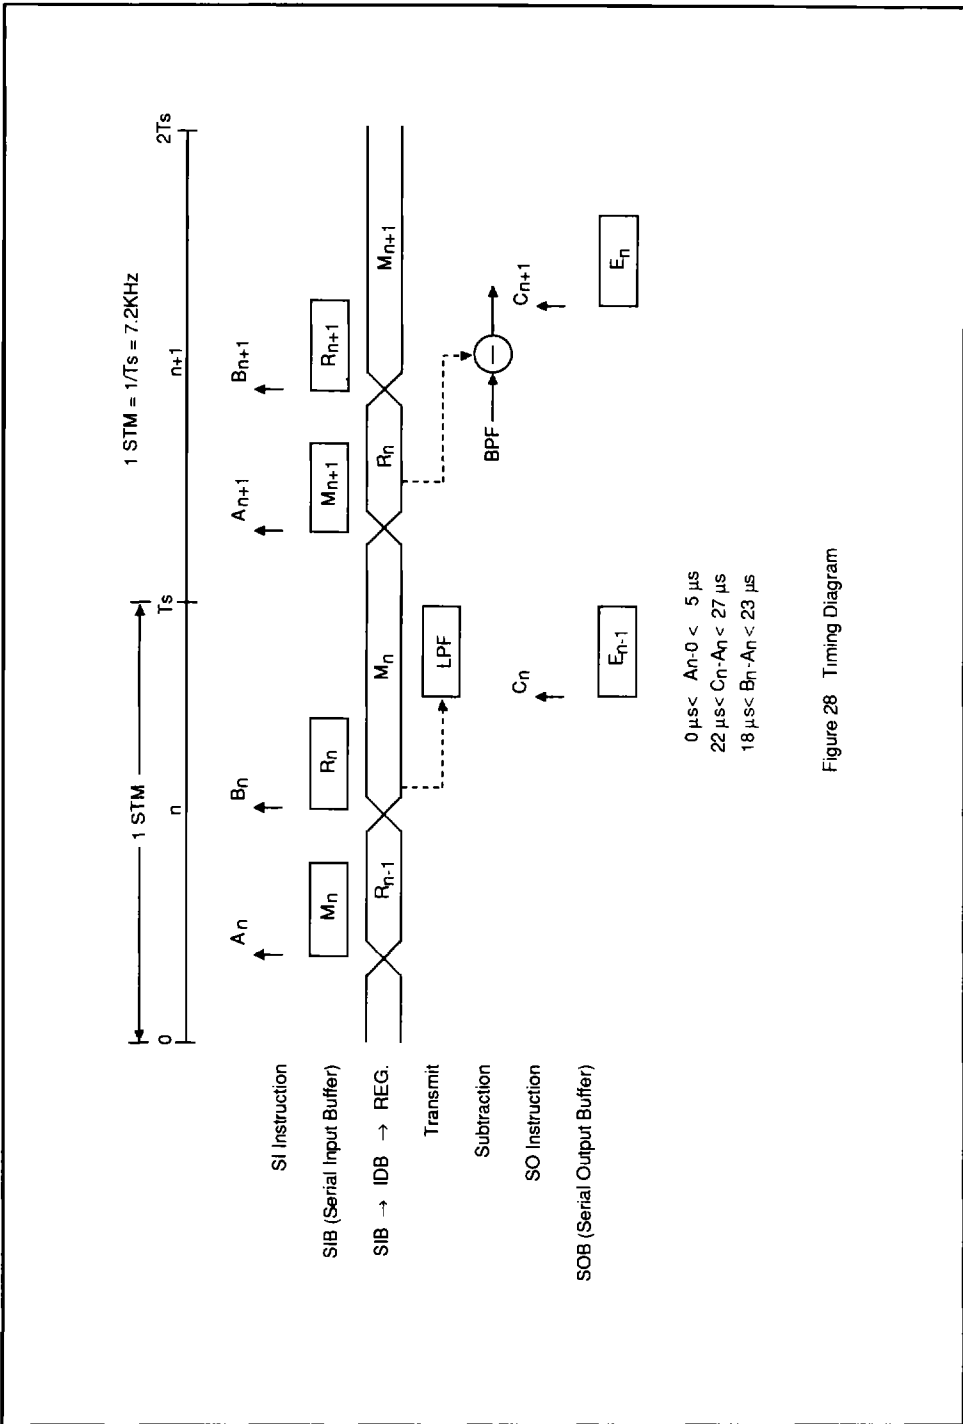 1 STM = 1/Ts = 7.2KHz
1 STM
0 n Ts n+1 2Ts
SI Instruction An Bn An+1 Bn+1
SIB (Serial Input Buffer) Mn Rn Mn+1 Rn+1
SIB → IDB → REG. Rn-1 Mn Rn Mn+1
Transmit LPF
Subtraction BPF −
SO Instruction Cn Cn+1
SOB (Serial Output Buffer) En-1 En
0 µs< An-0 < 5 µs
22 µs< Cn-An < 27 µs
18 µs< Bn-An < 23 µs
Figure 28 Timing Diagram